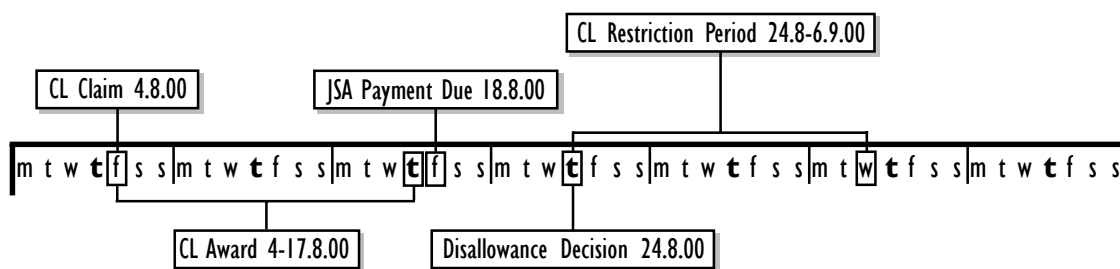 CL Restriction Period 24.8-6.9.00
CL Claim 4.8.00
JSA Payment Due 18.8.00
m t w t f s s m t w t f s s m t w t f s s m t w t f s s m t w t f s s m t w t f s s m t w t f s s
CL Award 4-17.8.00
Disallowance Decision 24.8.00